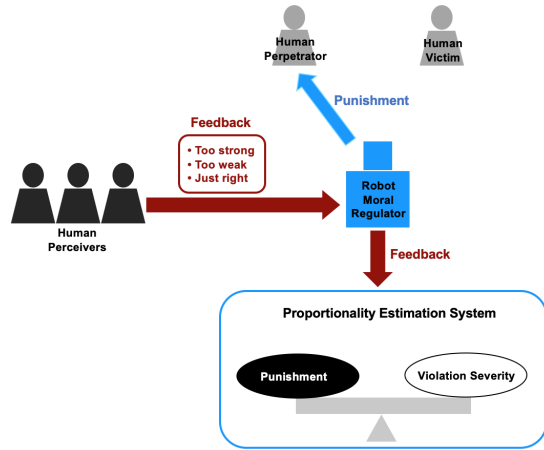 Human
Perpetrator
Human
Victim
Punishment
Feedback
• Too strong
• Too weak
• Just right
Robot
Moral
Regulator
Human
Perceivers
Feedback
Proportionality Estimation System
Punishment
Violation Severity